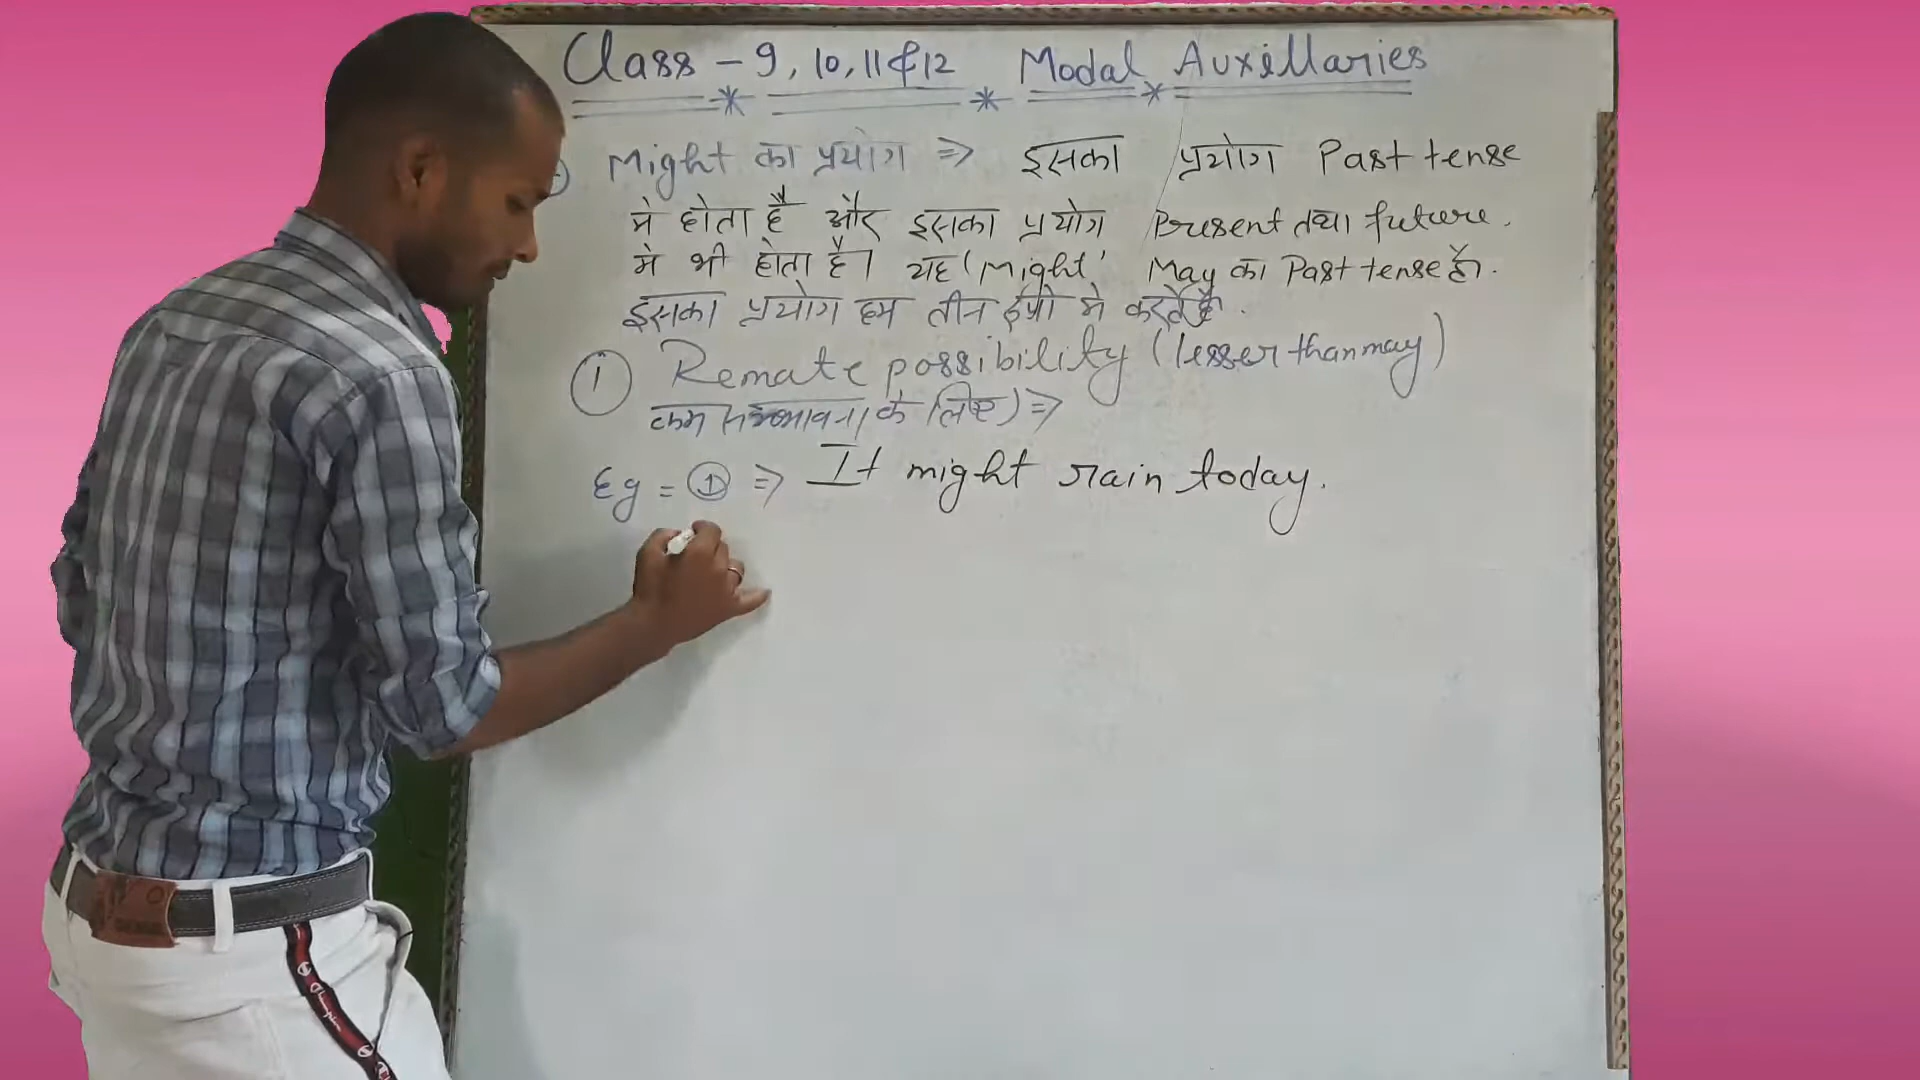 Class - 9, 10, 11 & 12 Modal Auxillaries
Might का प्रयोग ⇒ इसका प्रयोग Past tense
मे होता है और इसका प्रयोग Present तथा future.
मे भी होता है। यह 'Might' May का Past tense है।.
इसका प्रयोग हम तीन रुपो मे करते है.
① Remate possibility (lesser than may)
कम सम्भावना के लिए) ⇒
Eg = ① ⇒ It might rain today.
Champion